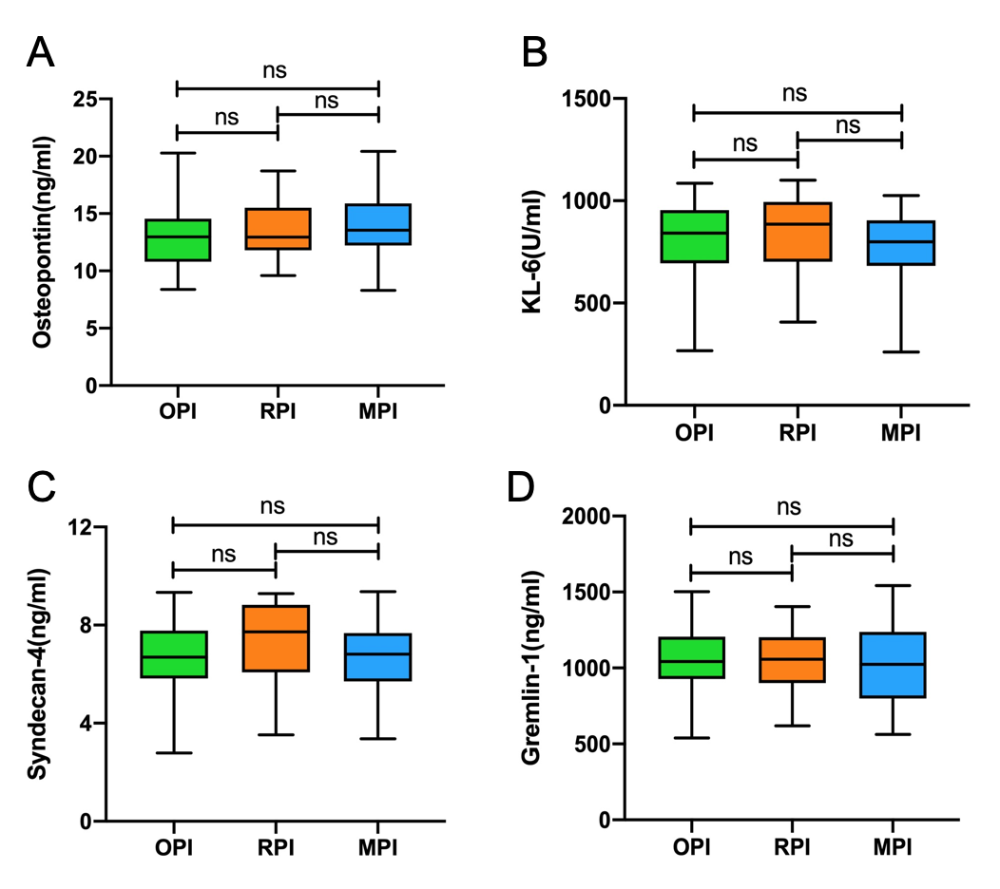 A
Osteopontin(ng/ml)
25
20
15
10
5
0
ns
ns
ns
OPI
RPI
MPI
B
KL-6(U/ml)
1500
1000
500
0
ns
ns
ns
OPI
RPI
MPI
C
Syndecan-4(ng/ml)
12
8
4
0
ns
ns
ns
OPI
RPI
MPI
D
Gremlin-1(ng/ml)
2000
1500
1000
500
0
ns
ns
ns
OPI
RPI
MPI